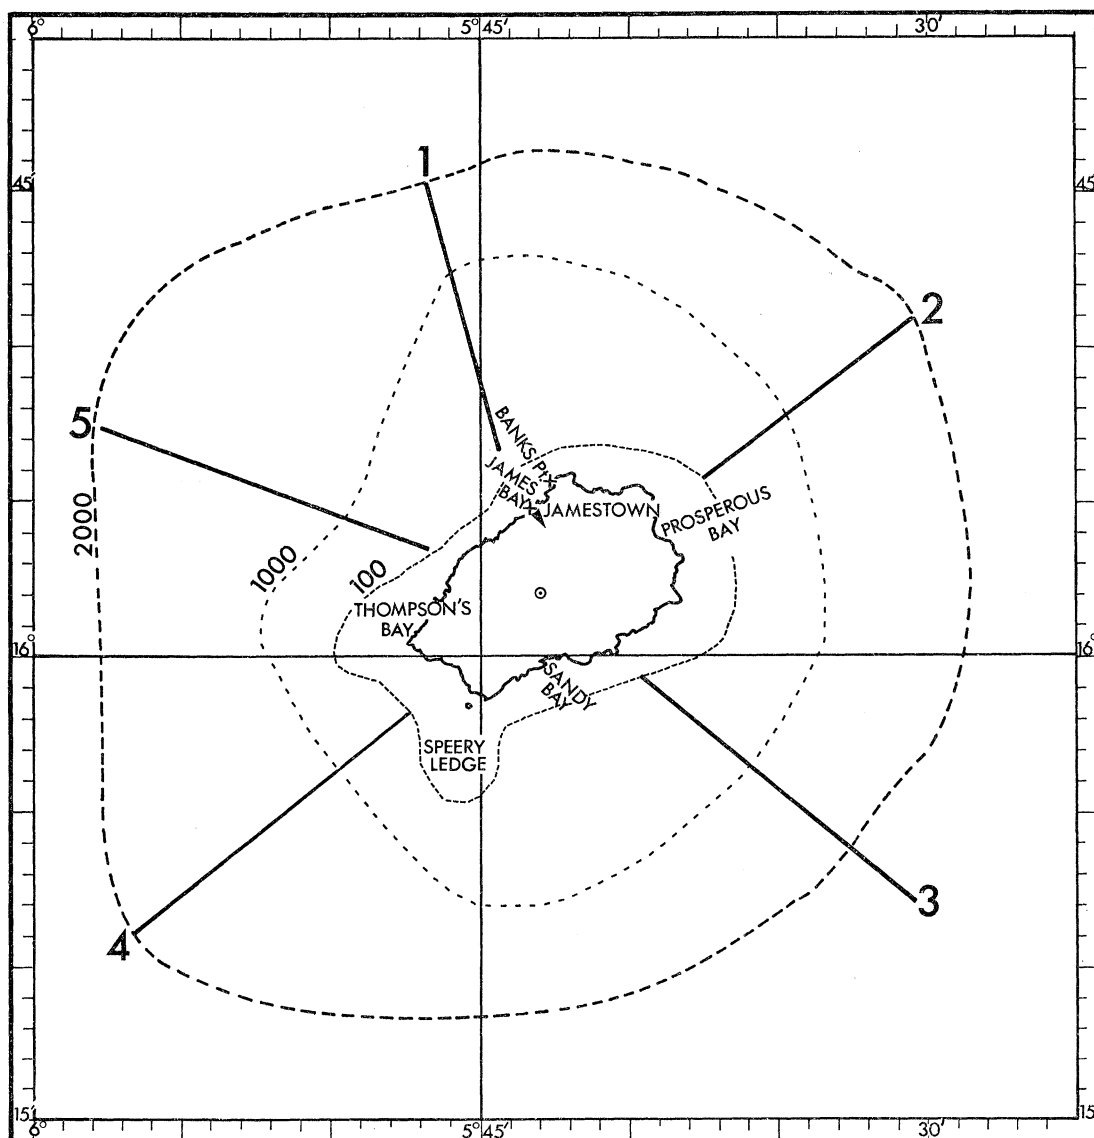 6° 5°45′ 30′
1
45′ 45′
2
5
BANKS PT. X
JAMES
BAY X
JAMESTOWN
PROSPEROUS
BAY
2000
1000
100
THOMPSON'S
BAY
16° 16°
SANDY
BAY
SPEERY
LEDGE
3
4
15′ 15′
6° 5°45′ 30′